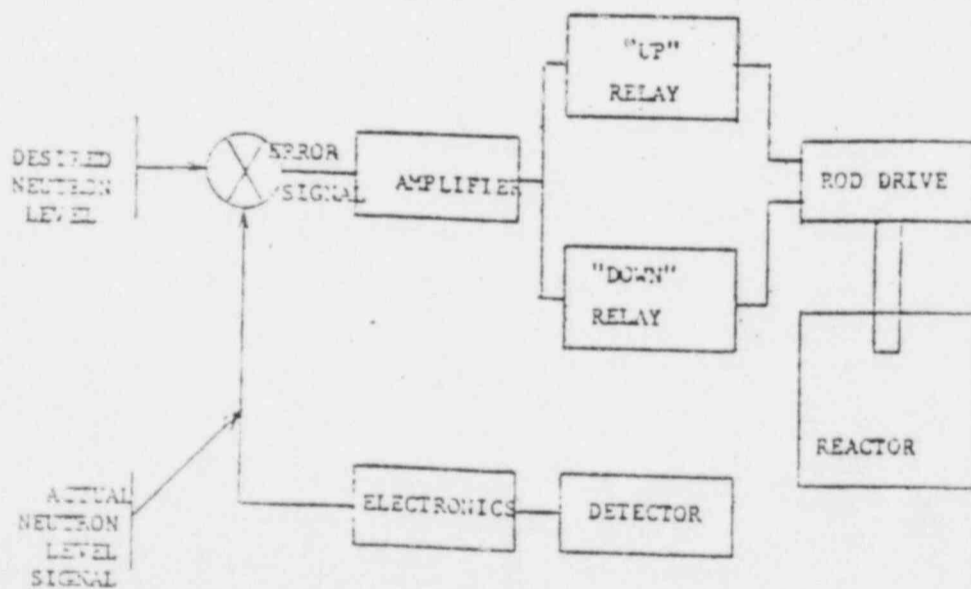 "UP"
RELAY
DESIRED
NEUTRON
LEVEL
ERROR
SIGNAL
AMPLIFIER
ROD DRIVE
"DOWN"
RELAY
REACTOR
ACTUAL
NEUTRON
LEVEL
SIGNAL
ELECTRONICS
DETECTOR